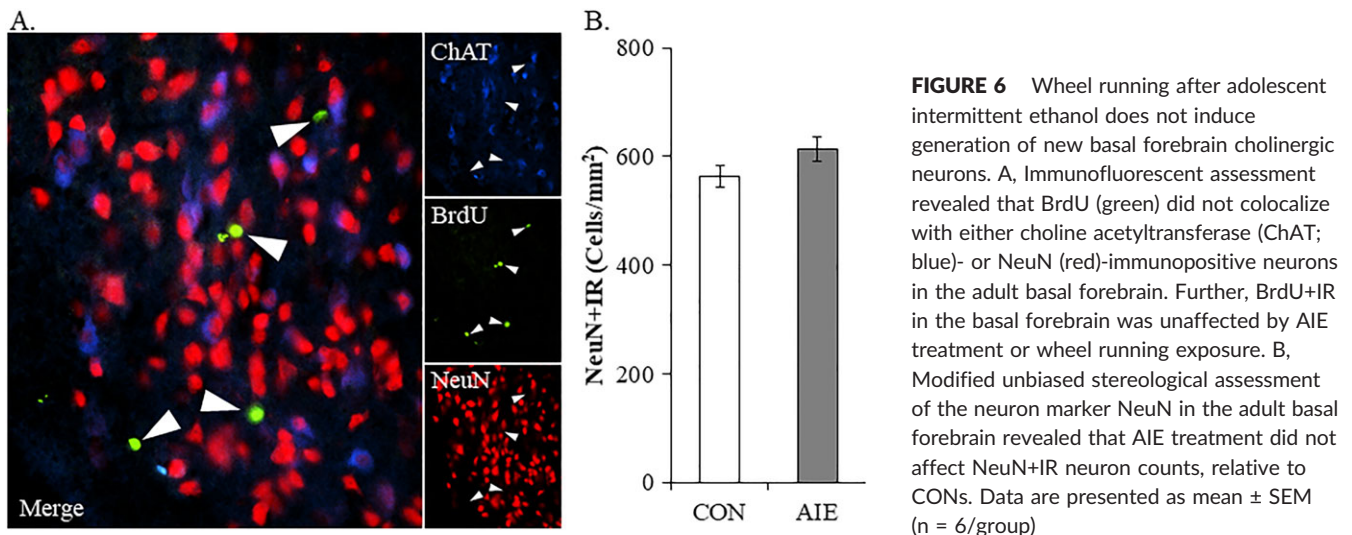 A.
ChAT
BrdU
NeuN
Merge
B.
NeuN+IR (Cells/mm²)
800
600
400
200
0
CON AIE
FIGURE 6 Wheel running after adolescent
intermittent ethanol does not induce
generation of new basal forebrain cholinergic
neurons. A, Immunofluorescent assessment
revealed that BrdU (green) did not colocalize
with either choline acetyltransferase (ChAT;
blue)- or NeuN (red)-immunopositive neurons
in the adult basal forebrain. Further, BrdU+IR
in the basal forebrain was unaffected by AIE
treatment or wheel running exposure. B,
Modified unbiased stereological assessment
of the neuron marker NeuN in the adult basal
forebrain revealed that AIE treatment did not
affect NeuN+IR neuron counts, relative to
CONs. Data are presented as mean ± SEM
(n = 6/group)